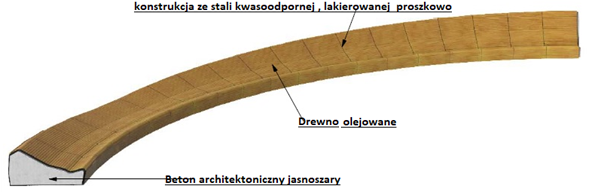 konstrukcja ze stali kwasoodpornej , lakierowanej proszkowo
Drewno olejowane
Beton architektoniczny jasnoszary